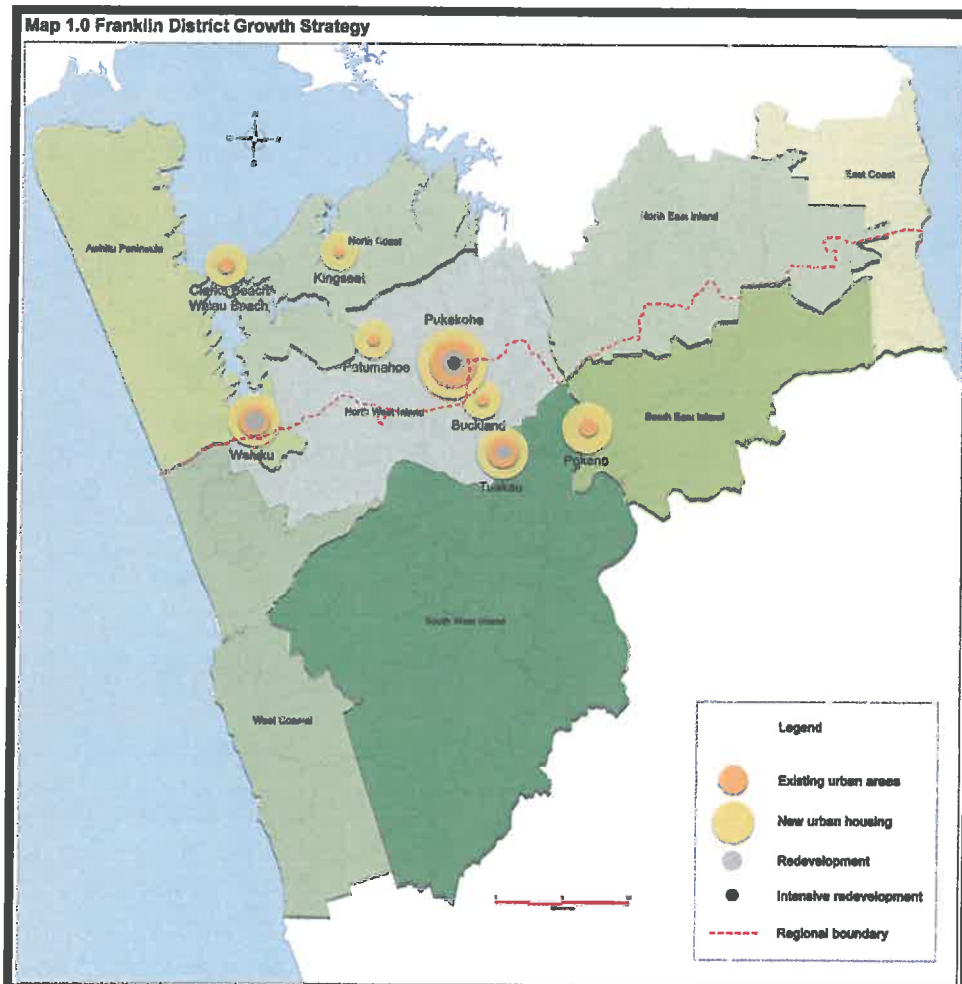 Map 1.0 Franklin District Growth Strategy
East Coast
North East Inland
Awhitu Peninsula
North Coast
Kingseat
Clarks Beach
Waiau Beach
Pukekohe
Patumahoe
North West Inland
Buckland
South East Inland
Waiuku
Pokeno
Tuakau
South West Inland
West Coastal
Legend
Existing urban areas
New urban housing
Redevelopment
Intensive redevelopment
Regional boundary